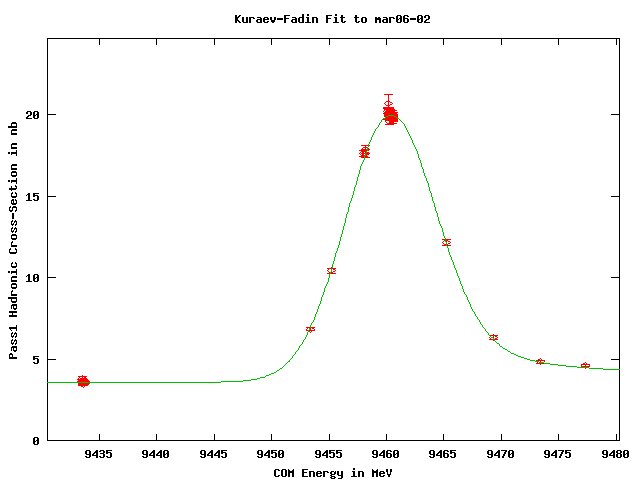 Kuraev-Fadin Fit to mar06-02
Pass1 Hadronic Cross-Section in nb
20
15
10
5
0
9435 9440 9445 9450 9455 9460 9465 9470 9475 9480
COM Energy in MeV